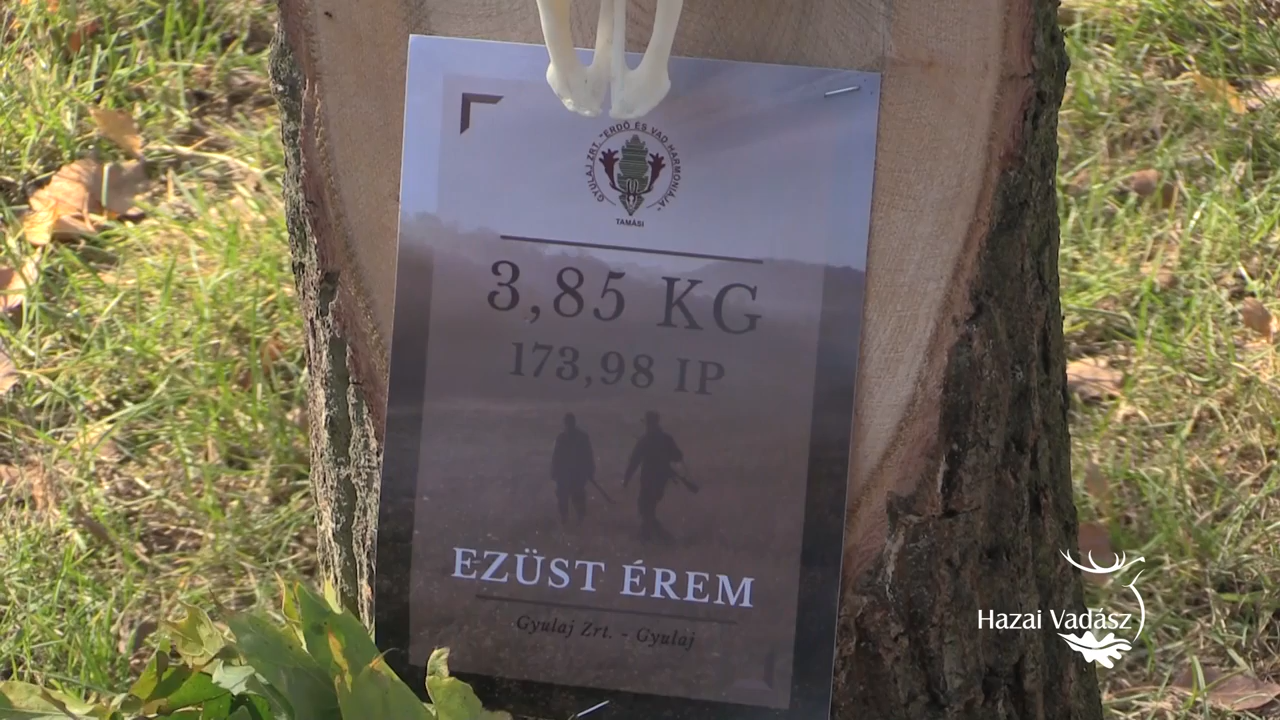 GYULAJ ZRT. "ERDŐ ÉS VAD HARMÓNIÁJA"
TAMÁSI
3,85 KG
173,98 IP
EZÜST ÉREM
Gyulaj Zrt. - Gyulaj
Hazai Vadász